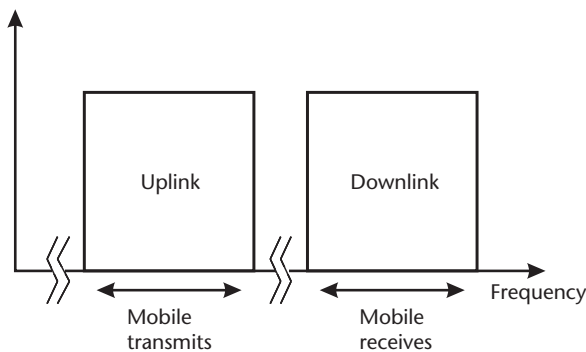 Uplink
Downlink
Frequency
Mobile
transmits
Mobile
receives